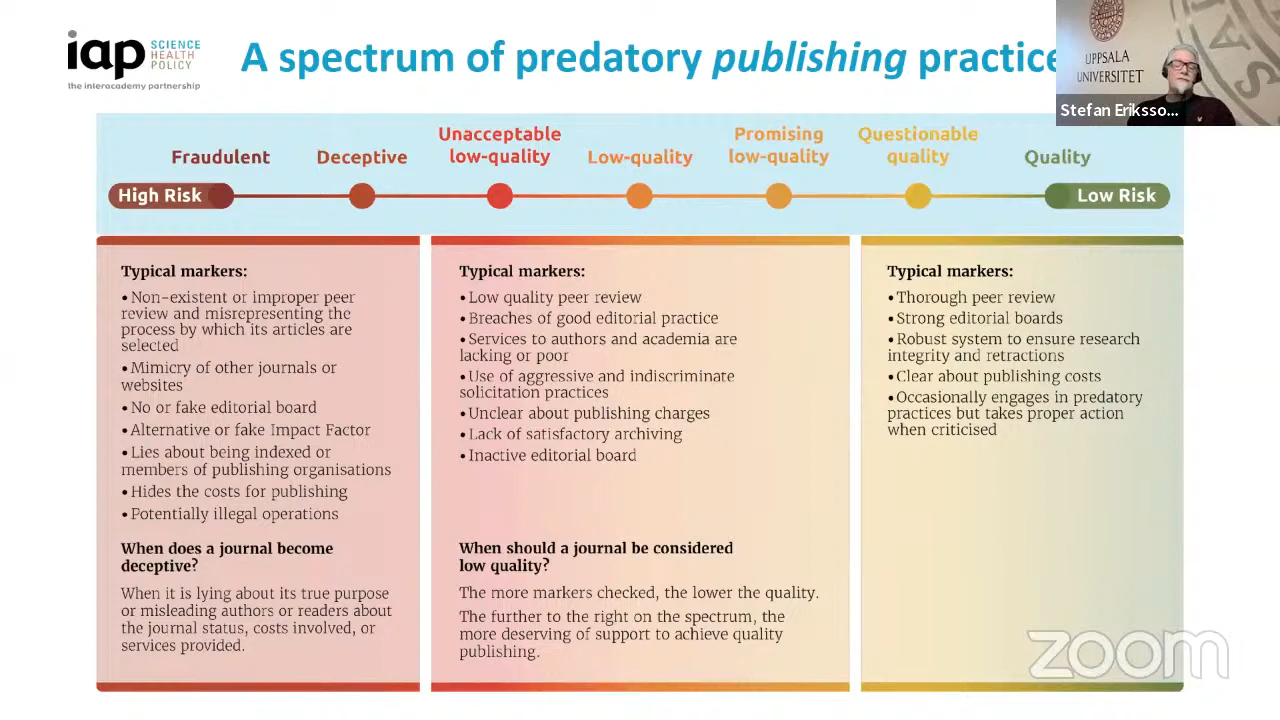 iap SCIENCE
HEALTH
POLICY
the interacademy partnership
A spectrum of predatory publishing practice
UPPSALA
UNIVERSITET
Stefan Eriksso...
Fraudulent
Deceptive
Unacceptable
low-quality
Low-quality
Promising
low-quality
Questionable
quality
Quality
High Risk
Low Risk
Typical markers:
• Non-existent or improper peer
review and misrepresenting the
process by which its articles are
selected
• Mimicry of other journals or
websites
• No or fake editorial board
• Alternative or fake Impact Factor
• Lies about being indexed or
members of publishing organisations
• Hides the costs for publishing
• Potentially illegal operations
When does a journal become
deceptive?
When it is lying about its true purpose
or misleading authors or readers about
the journal status, costs involved, or
services provided.
Typical markers:
• Low quality peer review
• Breaches of good editorial practice
• Services to authors and academia are
lacking or poor
• Use of aggressive and indiscriminate
solicitation practices
• Unclear about publishing charges
• Lack of satisfactory archiving
• Inactive editorial board
When should a journal be considered
low quality?
The more markers checked, the lower the quality.
The further to the right on the spectrum, the
more deserving of support to achieve quality
publishing.
Typical markers:
• Thorough peer review
• Strong editorial boards
• Robust system to ensure research
integrity and retractions
• Clear about publishing costs
• Occasionally engages in predatory
practices but takes proper action
when criticised
zoom